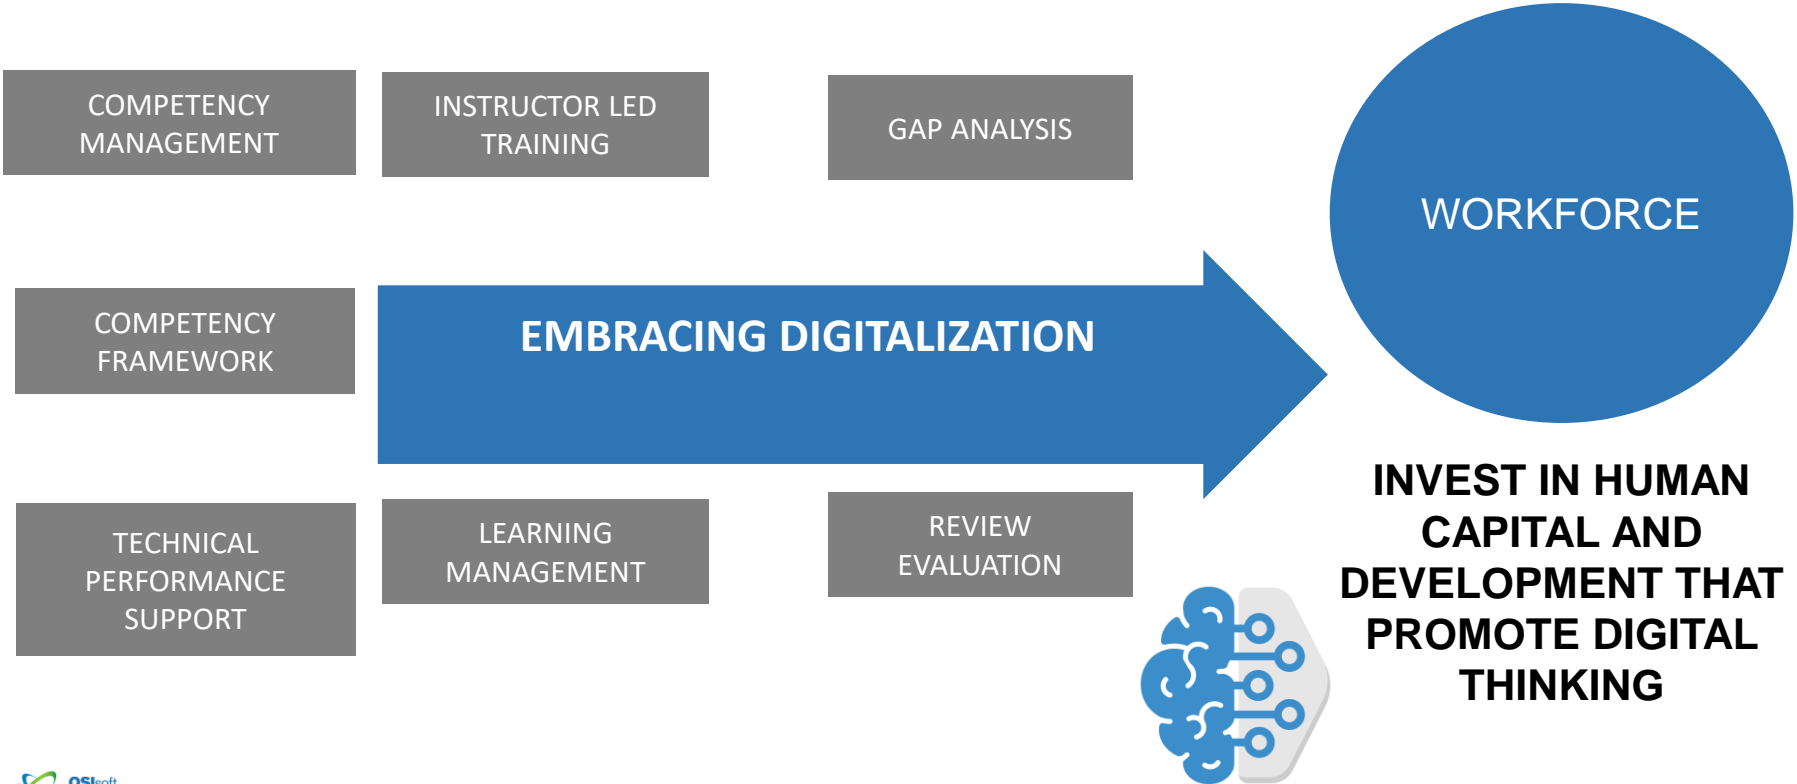 COMPETENCY
MANAGEMENT
INSTRUCTOR LED
TRAINING
GAP ANALYSIS
WORKFORCE
COMPETENCY
FRAMEWORK
EMBRACING DIGITALIZATION
TECHNICAL
PERFORMANCE
SUPPORT
LEARNING
MANAGEMENT
REVIEW
EVALUATION
INVEST IN HUMAN
CAPITAL AND
DEVELOPMENT THAT
PROMOTE DIGITAL
THINKING
OSIsoft